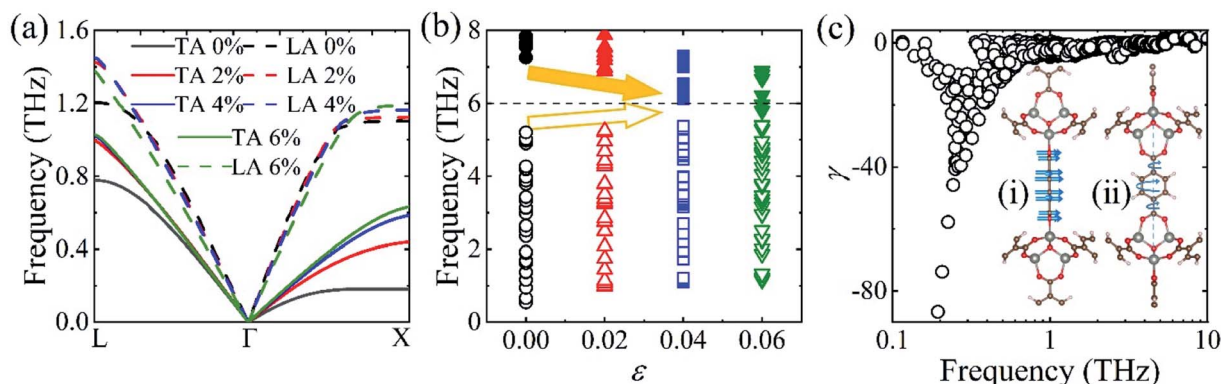 (a)
Frequency (THz)
1.6
1.2
0.8
0.4
0.0
L
Γ
X
TA 0%
LA 0%
TA 2%
LA 2%
TA 4%
LA 4%
TA 6%
LA 6%
(b)
Frequency (THz)
8
6
4
2
0
0.00
0.02
0.04
0.06
ε
(c)
γ
0
-40
-80
0.1
1
10
Frequency (THz)
(i)
(ii)